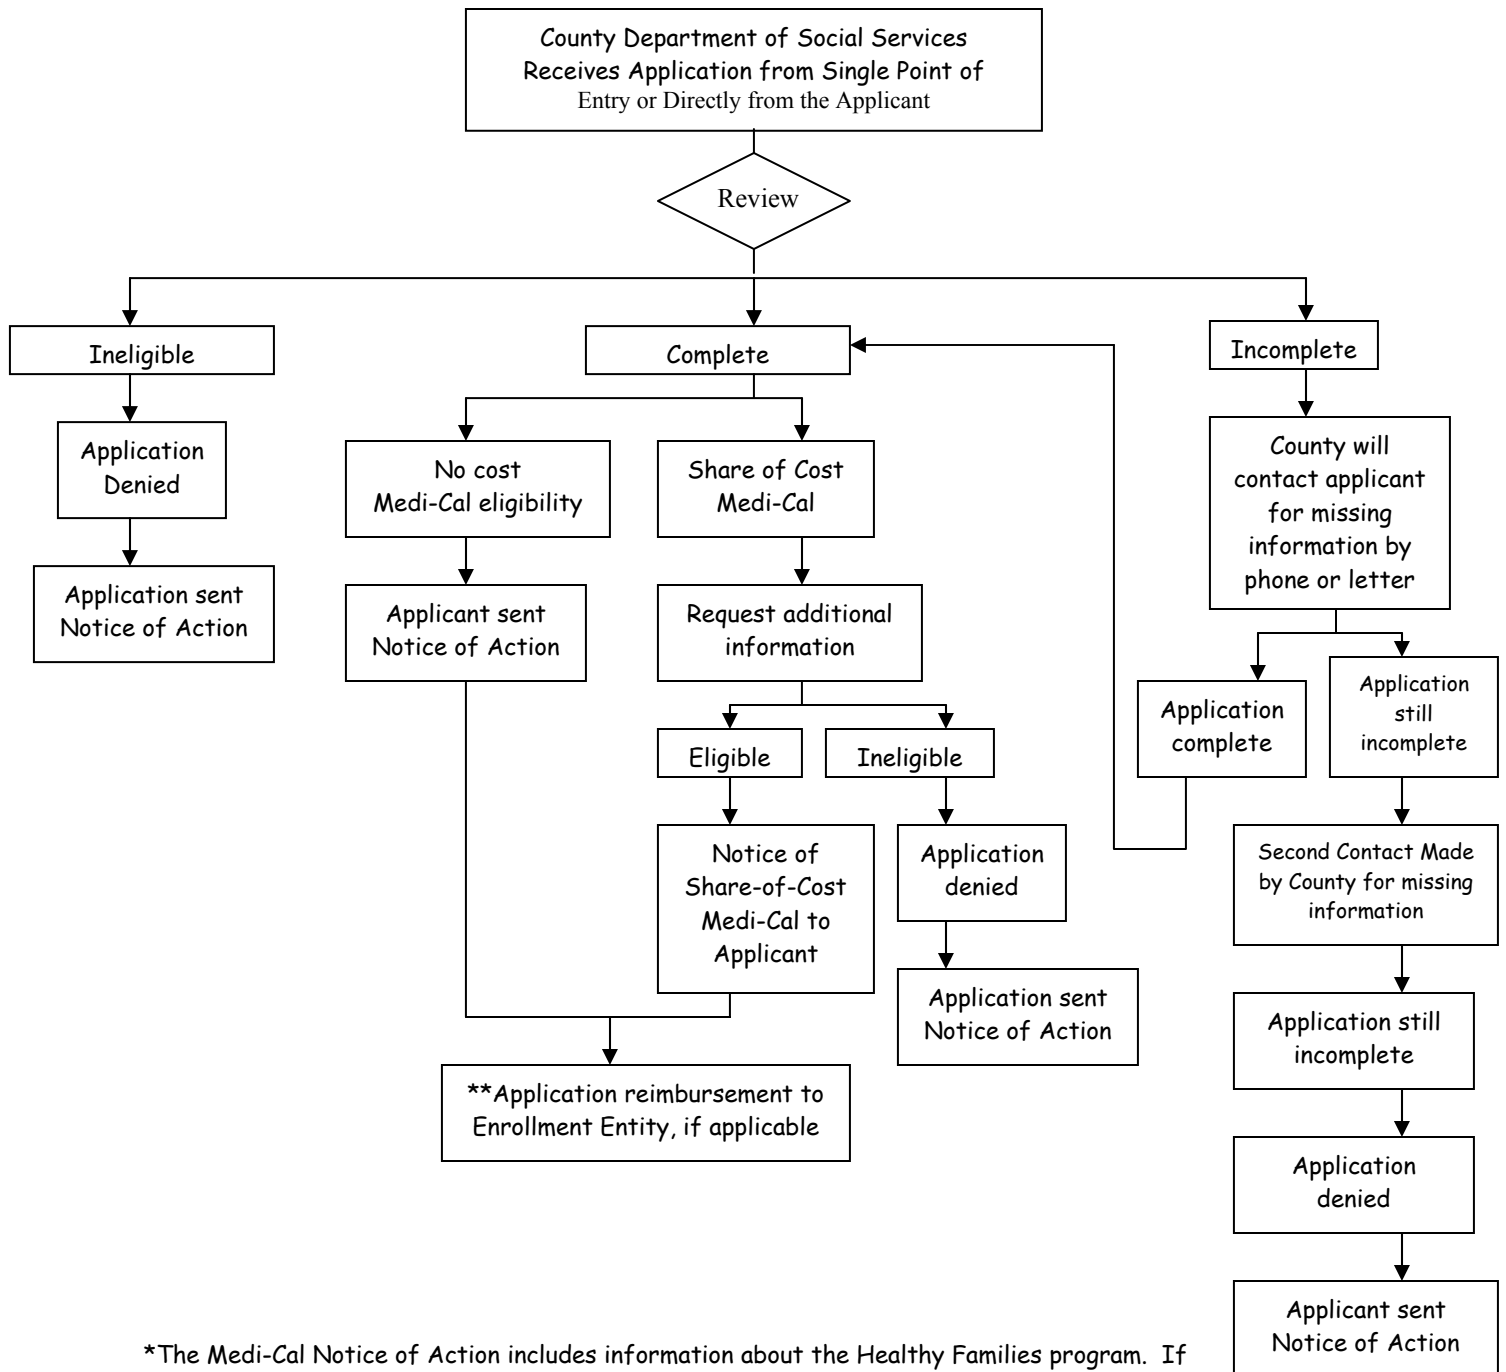 County Department of Social Services
Receives Application from Single Point of
Entry or Directly from the Applicant
Review
Ineligible
Complete
Incomplete
Application
Denied
Application sent
Notice of Action
No cost
Medi-Cal eligibility
Applicant sent
Notice of Action
Share of Cost
Medi-Cal
Request additional
information
Eligible
Ineligible
Notice of
Share-of-Cost
Medi-Cal to
Applicant
Application
denied
Application sent
Notice of Action
**Application reimbursement to
Enrollment Entity, if applicable
County will
contact applicant
for missing
information by
phone or letter
Application
complete
Application
still
incomplete
Second Contact Made
by County for missing
information
Application still
incomplete
Application
denied
Applicant sent
Notice of Action
*The Medi-Cal Notice of Action includes information about the Healthy Families program.  If